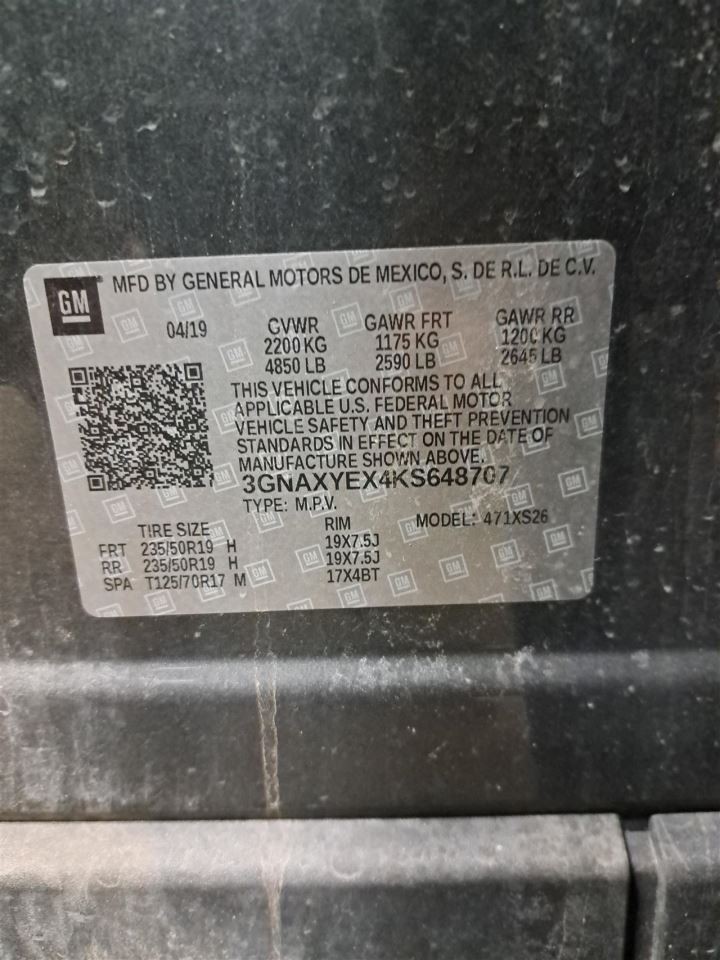 GM
MFD BY GENERAL MOTORS DE MEXICO, S. DE R.L. DE C.V.
04/19 GVWR GAWR FRT GAWR RR
2200 KG 1175 KG 1200 KG
4850 LB 2590 LB 2645 LB
THIS VEHICLE CONFORMS TO ALL
APPLICABLE U.S. FEDERAL MOTOR
VEHICLE SAFETY AND THEFT PREVENTION
STANDARDS IN EFFECT ON THE DATE OF
MANUFACTURE SHOWN ABOVE.
3GNAXYEX4KS648707
TYPE: M.P.V. MODEL: 471XS26
TIRE SIZE RIM
FRT 235/50R19 H 19X7.5J
RR 235/50R19 H 19X7.5J
SPA T125/70R17 M 17X4BT